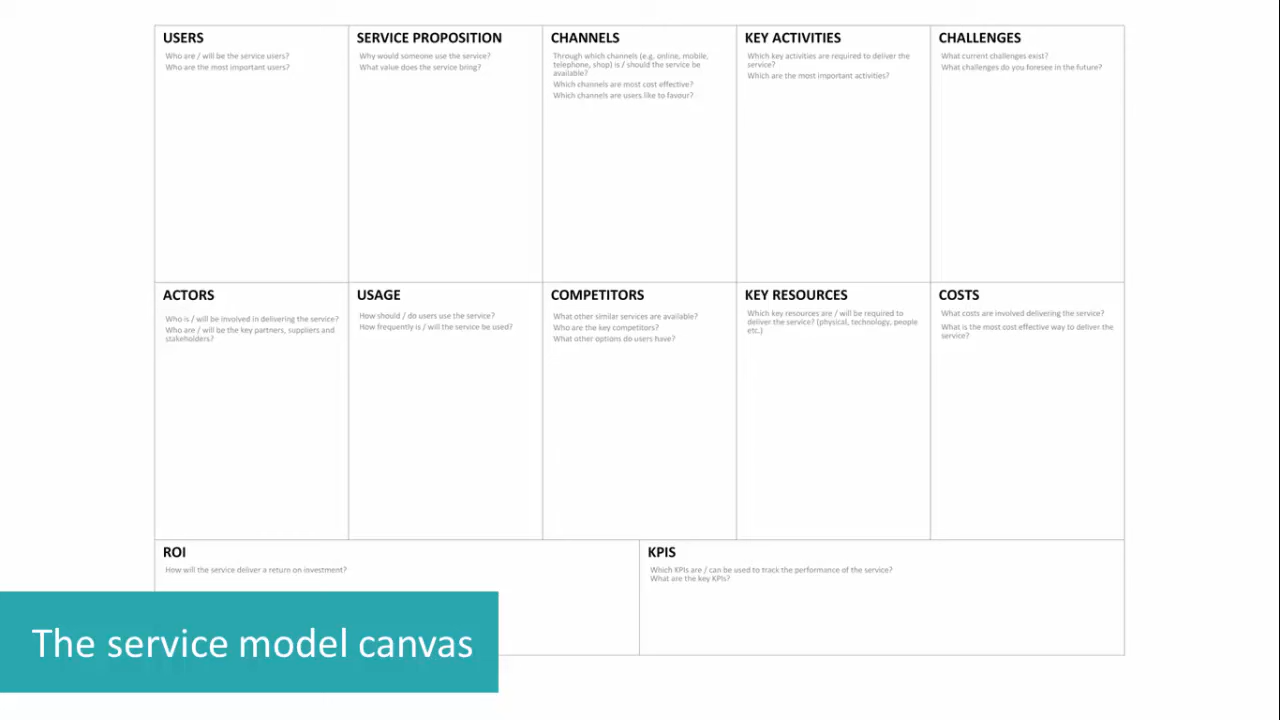 USERS
Who are / will be the service users?
Who are the most important users?
SERVICE PROPOSITION
Why would someone use the service?
What value does the service bring?
CHANNELS
Through which channels (e.g. online, mobile,
telephone, shop) is / should the service be
available?
Which channels are most cost effective?
Which channels are users like to favour?
KEY ACTIVITIES
Which key activities are required to deliver the
service?
Which are the most important activities?
CHALLENGES
What current challenges exist?
What challenges do you foresee in the future?
ACTORS
Who is / will be involved in delivering the service?
Who are / will be the key partners, suppliers and
stakeholders?
USAGE
How should / do users use the service?
How frequently is / will the service be used?
COMPETITORS
What other similar services are available?
Who are the key competitors?
What other options do users have?
KEY RESOURCES
Which key resources are / will be required to
deliver the service? (physical, technology, people
etc.)
COSTS
What costs are involved delivering the service?
What is the most cost effective way to deliver the
service?
ROI
How will the service deliver a return on investment?
KPIS
Which KPIs are / can be used to track the performance of the service?
What are the key KPIs?
The service model canvas